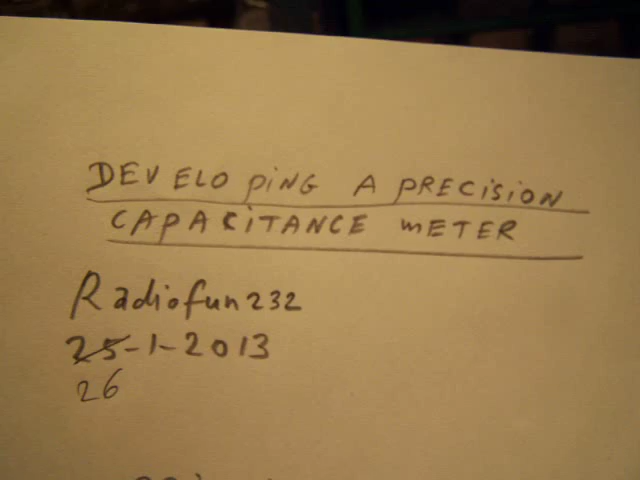 DEVELOPING A PRECISION
CAPACITANCE METER
Radiofun232
25-1-2013
26